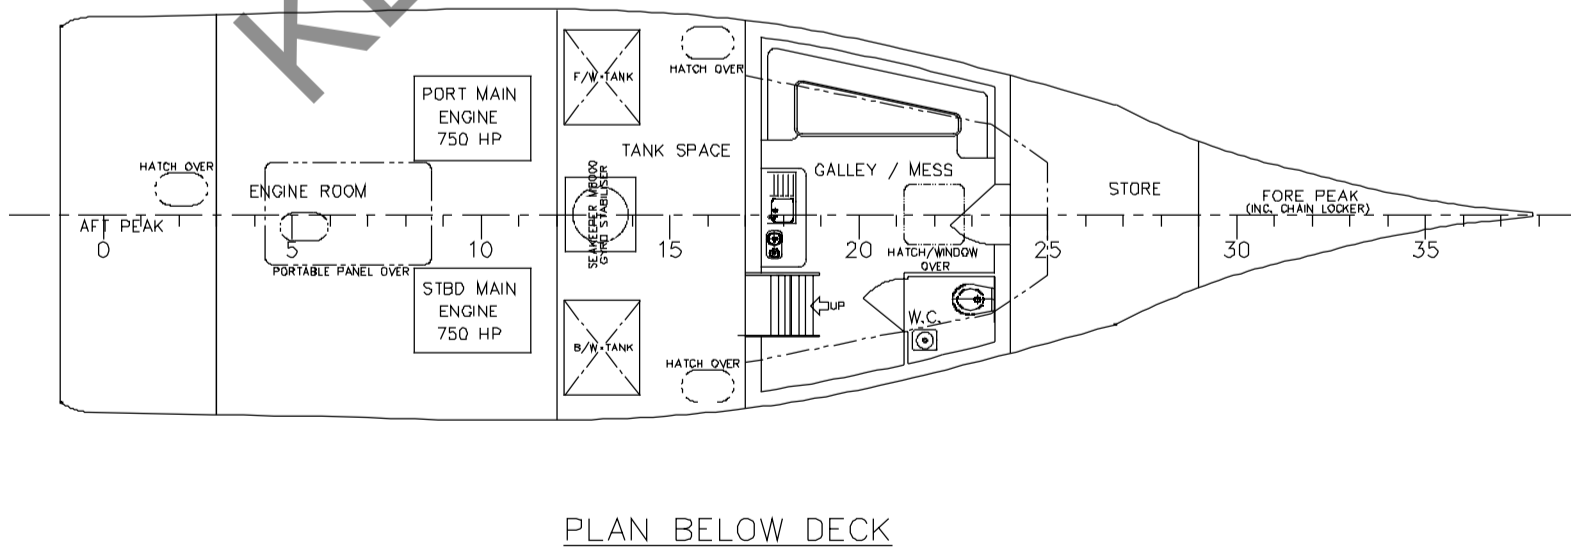 HATCH OVER
AFT PEAK
ENGINE ROOM
PORTABLE PANEL OVER
PORT MAIN
ENGINE
750 HP
STBD MAIN
ENGINE
750 HP
F/W TANK
SEAKEEPER M8000
GYRO STABILISER
B/W TANK
HATCH OVER
TANK SPACE
HATCH OVER
GALLEY / MESS
HATCH/WINDOW
OVER
UP
W.C.
STORE
FORE PEAK
(INC. CHAIN LOCKER)
0 5 10 15 20 25 30 35
PLAN BELOW DECK